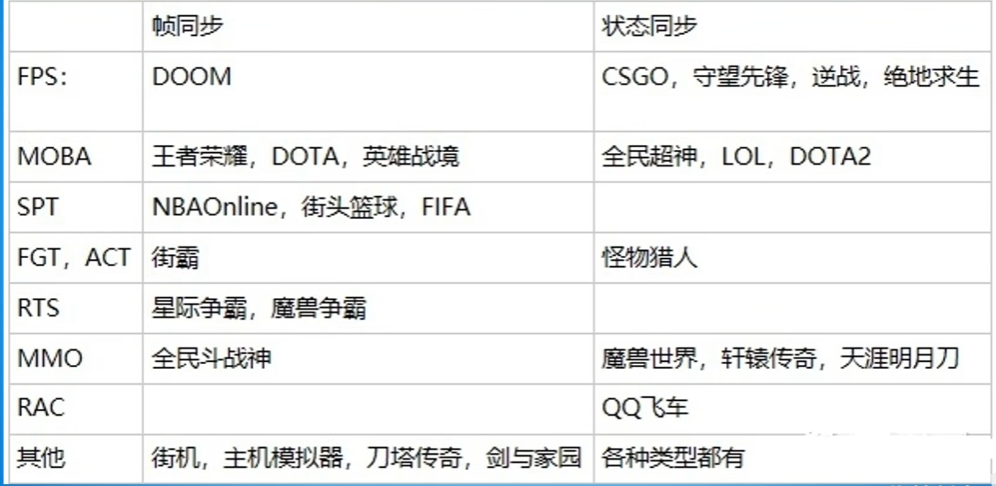 帧同步 状态同步
FPS: DOOM CSGO，守望先锋，逆战，绝地求生
MOBA 王者荣耀，DOTA，英雄战境 全民超神，LOL，DOTA2
SPT NBAOnline，街头篮球，FIFA
FGT，ACT 街霸 怪物猎人
RTS 星际争霸，魔兽争霸
MMO 全民斗战神 魔兽世界，轩辕传奇，天涯明月刀
RAC QQ飞车
其他 街机，主机模拟器，刀塔传奇，剑与家园 各种类型都有